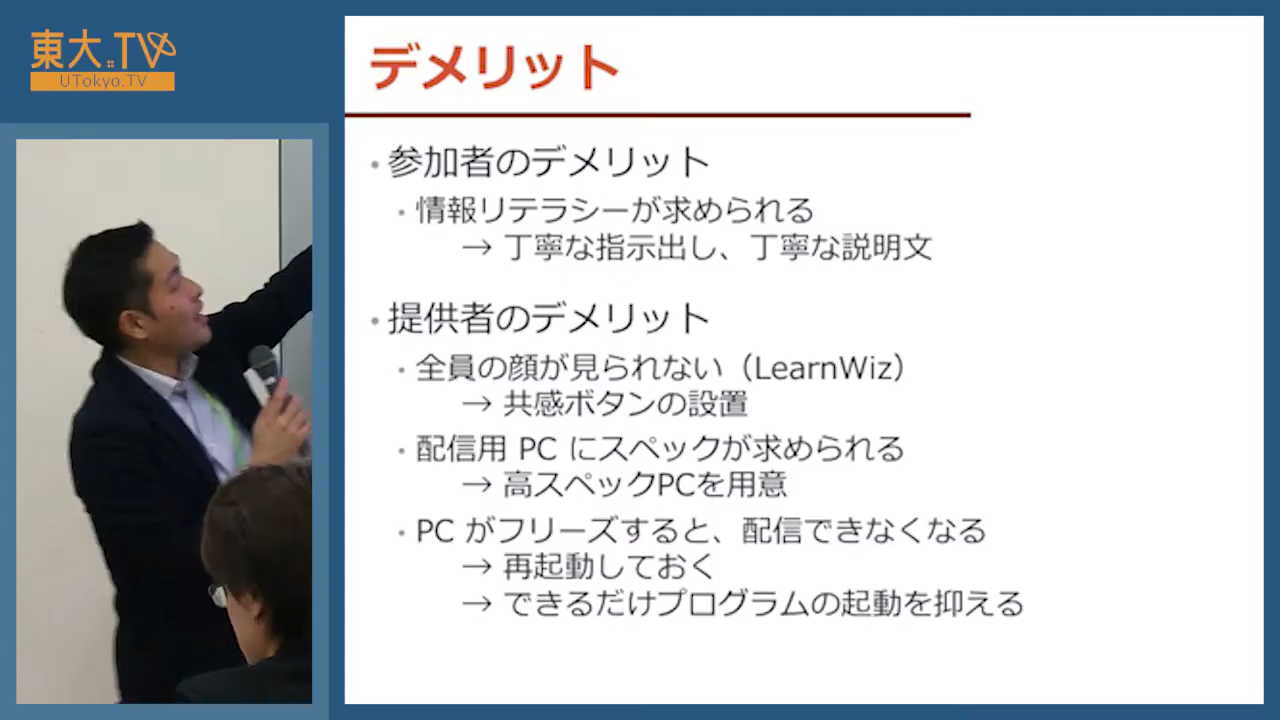 東大.TV
UTokyo.TV
デメリット
・参加者のデメリット
・情報リテラシーが求められる
→ 丁寧な指示出し、丁寧な説明文
・提供者のデメリット
・全員の顔が見られない（LearnWiz）
→ 共感ボタンの設置
・配信用 PC にスペックが求められる
→ 高スペックPCを用意
・PC がフリーズすると、配信できなくなる
→ 再起動しておく
→ できるだけプログラムの起動を抑える